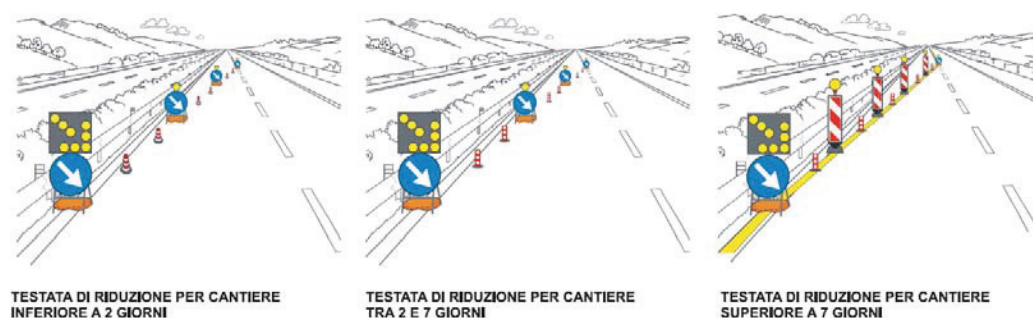 TESTATA DI RIDUZIONE PER CANTIERE
INFERIORE A 2 GIORNI
TESTATA DI RIDUZIONE PER CANTIERE
TRA 2 E 7 GIORNI
TESTATA DI RIDUZIONE PER CANTIERE
SUPERIORE A 7 GIORNI